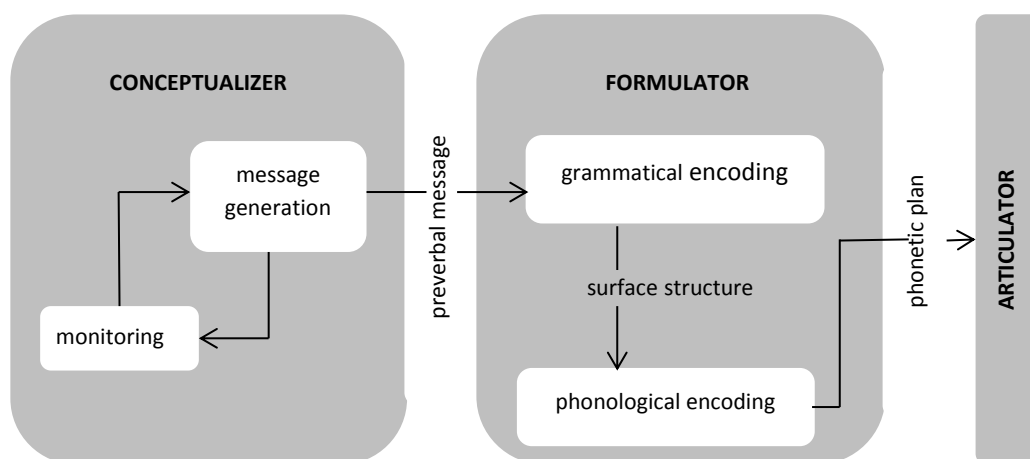 CONCEPTUALIZER
message
generation
monitoring
preverbal message
FORMULATOR
grammatical encoding
surface structure
phonological encoding
phonetic plan
ARTICULATOR